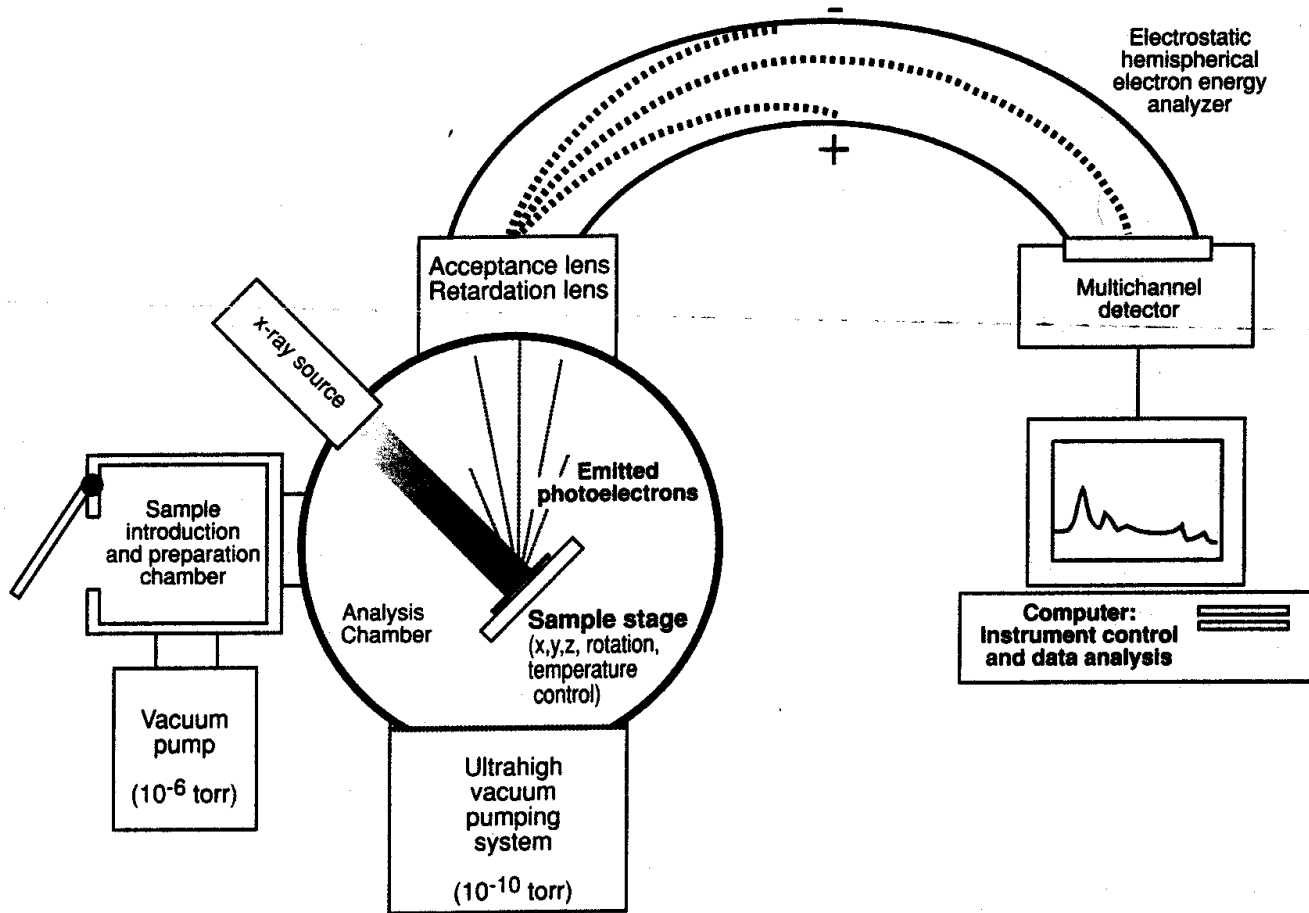 -
Electrostatic
hemispherical
electron energy
analyzer
+
Acceptance lens
Retardation lens
Multichannel
detector
x-ray source
Emitted
photoelectrons
Sample
introduction
and preparation
chamber
Analysis
Chamber
Sample stage
(x,y,z, rotation,
temperature
control)
Computer:
Instrument control
and data analysis
Vacuum
pump
(10⁻⁶ torr)
Ultrahigh
vacuum
pumping
system
(10⁻¹⁰ torr)